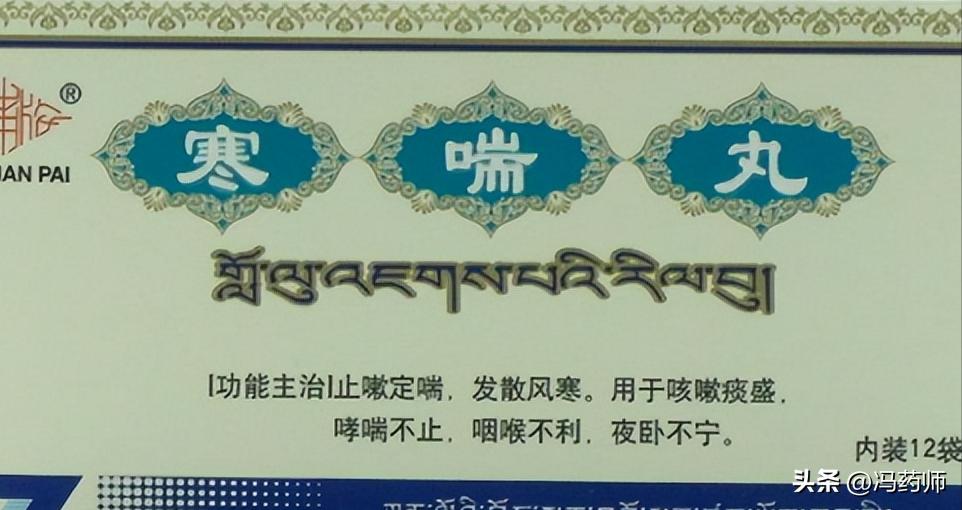 ®
UAN PAI
寒喘丸
གློ་ལུ་འཇགས་པའི་རིལ་བུ།
[功能主治]止嗽定喘，发散风寒。用于咳嗽痰盛，
哮喘不止，咽喉不利，夜卧不宁。
内装12袋
头条 @冯药师